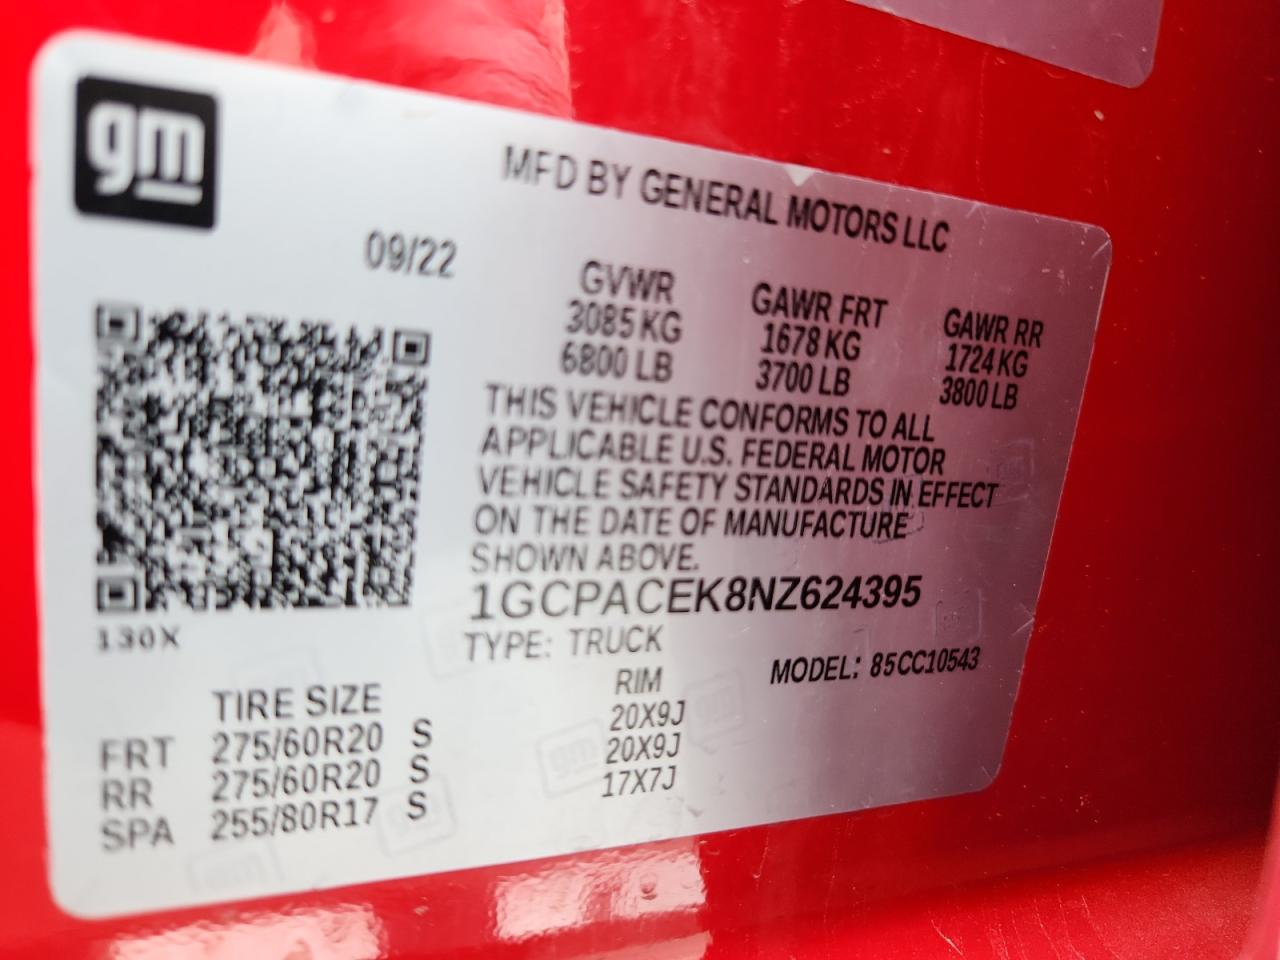 gm
MFD BY GENERAL MOTORS LLC
09/22
GVWR GAWR FRT GAWR RR
3085 KG 1678 KG 1724 KG
6800 LB 3700 LB 3800 LB
THIS VEHICLE CONFORMS TO ALL
APPLICABLE U.S. FEDERAL MOTOR
VEHICLE SAFETY STANDARDS IN EFFECT
ON THE DATE OF MANUFACTURE
SHOWN ABOVE.
1GCPACEK8NZ624395
130X
TYPE: TRUCK MODEL: 85CC10543
TIRE SIZE RIM
FRT 275/60R20 S 20X9J
RR 275/60R20 S 20X9J
SPA 255/80R17 S 17X7J